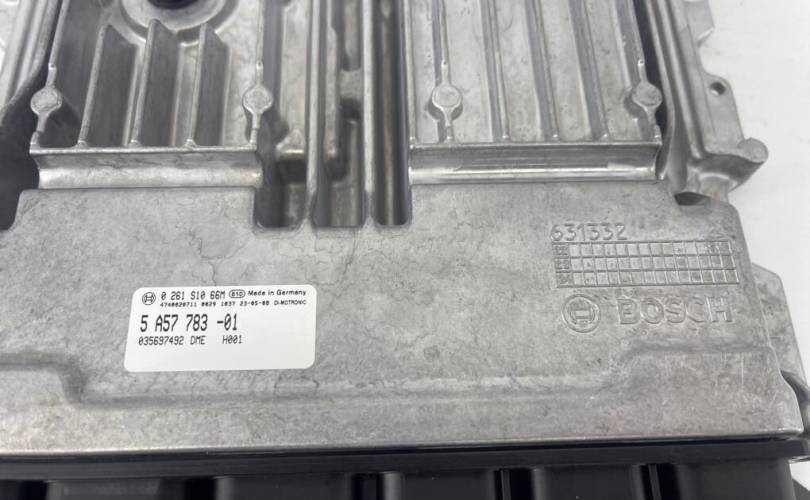 631332
BOSCH
0 261 S10 66M E1D Made in Germany
4740020711 0029 1037 23-05-08 DI-MOTRONIC
5 A57 783 -01
035697492 DME H001